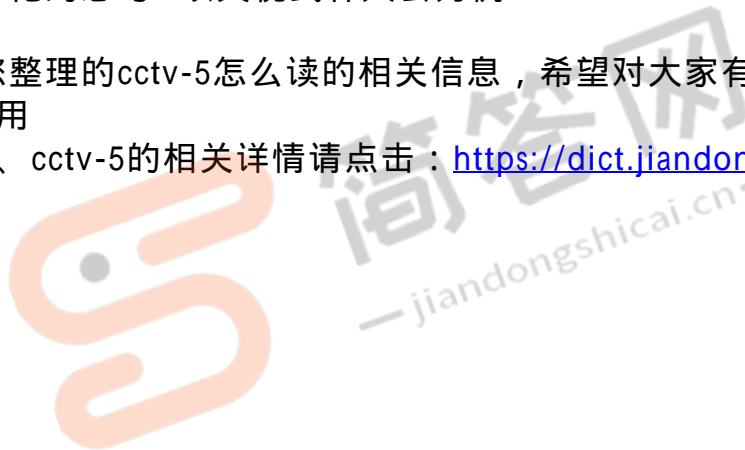 整理的cctv-5怎么读的相关信息，希望对大家有
用
、cctv-5的相关详情请点击：https://dict.jiandon
简答网
jiandongshicai.cn